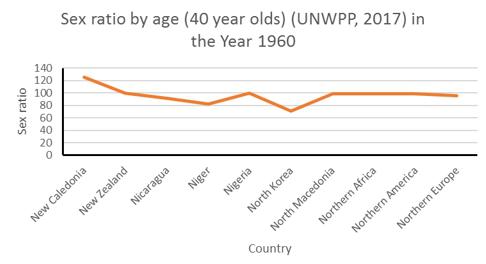 Sex ratio by age (40 year olds) (UNWPP, 2017) in
the Year 1960
Sex ratio
140
120
100
80
60
40
20
0
New Caledonia
New Zealand
Nicaragua
Niger
Nigeria
North Korea
North Macedonia
Northern Africa
Northern America
Northern Europe
Country